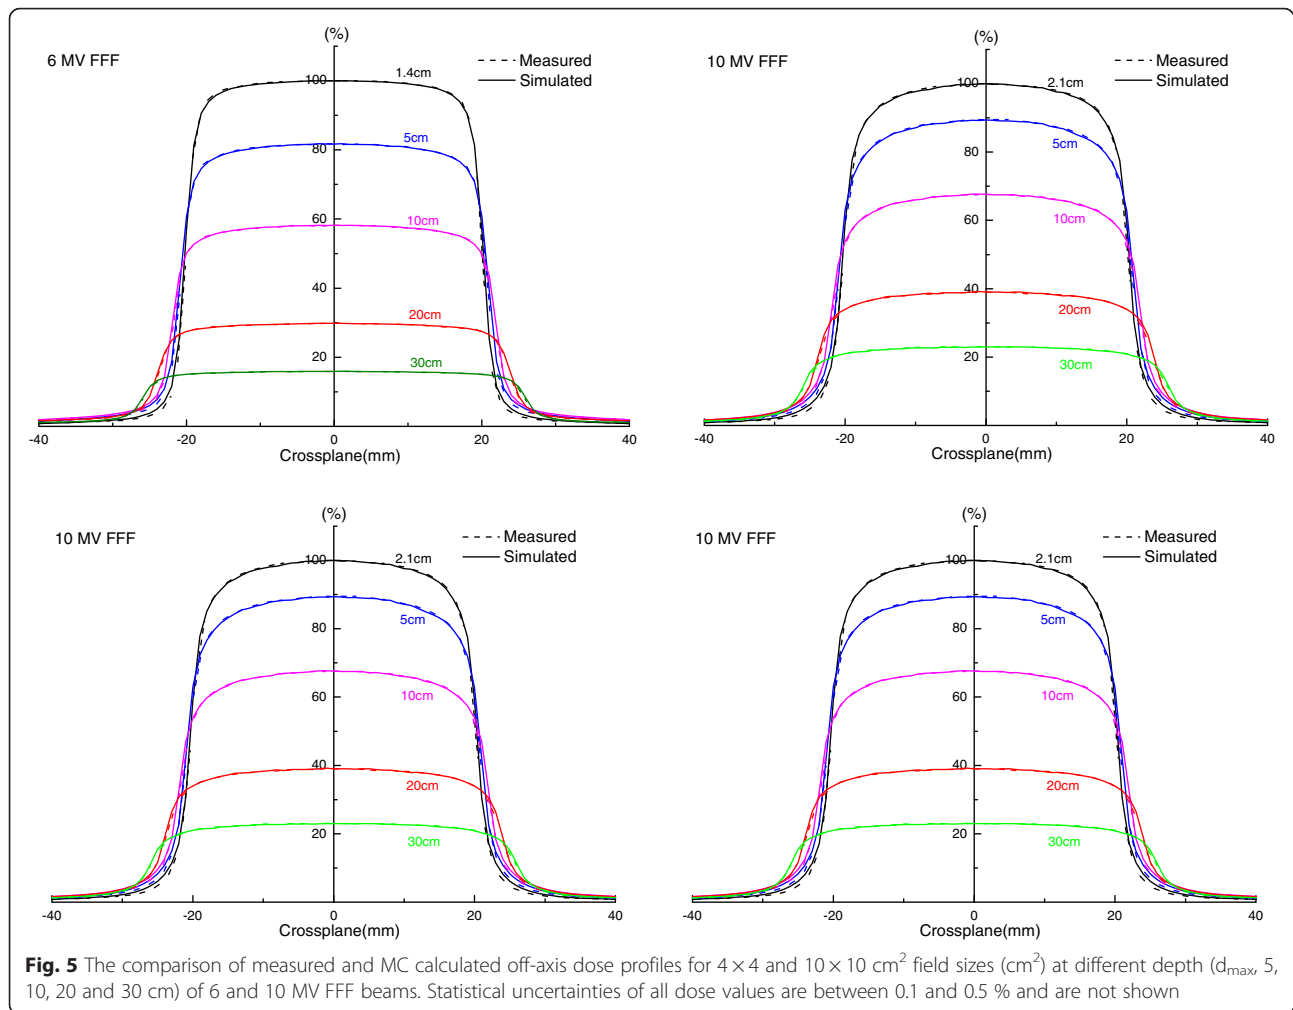 (%)
6 MV FFF
Measured
Simulated
1.4cm
5cm
10cm
20cm
30cm
100
80
60
40
20
-40
-20
0
20
40
Crossplane(mm)
(%)
10 MV FFF
Measured
Simulated
2.1cm
5cm
10cm
20cm
30cm
100
80
60
40
20
-40
-20
0
20
40
Crossplane(mm)
(%)
10 MV FFF
Measured
Simulated
2.1cm
5cm
10cm
20cm
30cm
100
80
60
40
20
-40
-20
0
20
40
Crossplane(mm)
(%)
10 MV FFF
Measured
Simulated
2.1cm
5cm
10cm
20cm
30cm
100
80
60
40
20
-40
-20
0
20
40
Crossplane(mm)
Fig. 5 The comparison of measured and MC calculated off-axis dose profiles for 4 × 4 and 10 × 10 cm² field sizes (cm²) at different depth (dmax, 5,
10, 20 and 30 cm) of 6 and 10 MV FFF beams. Statistical uncertainties of all dose values are between 0.1 and 0.5 % and are not shown